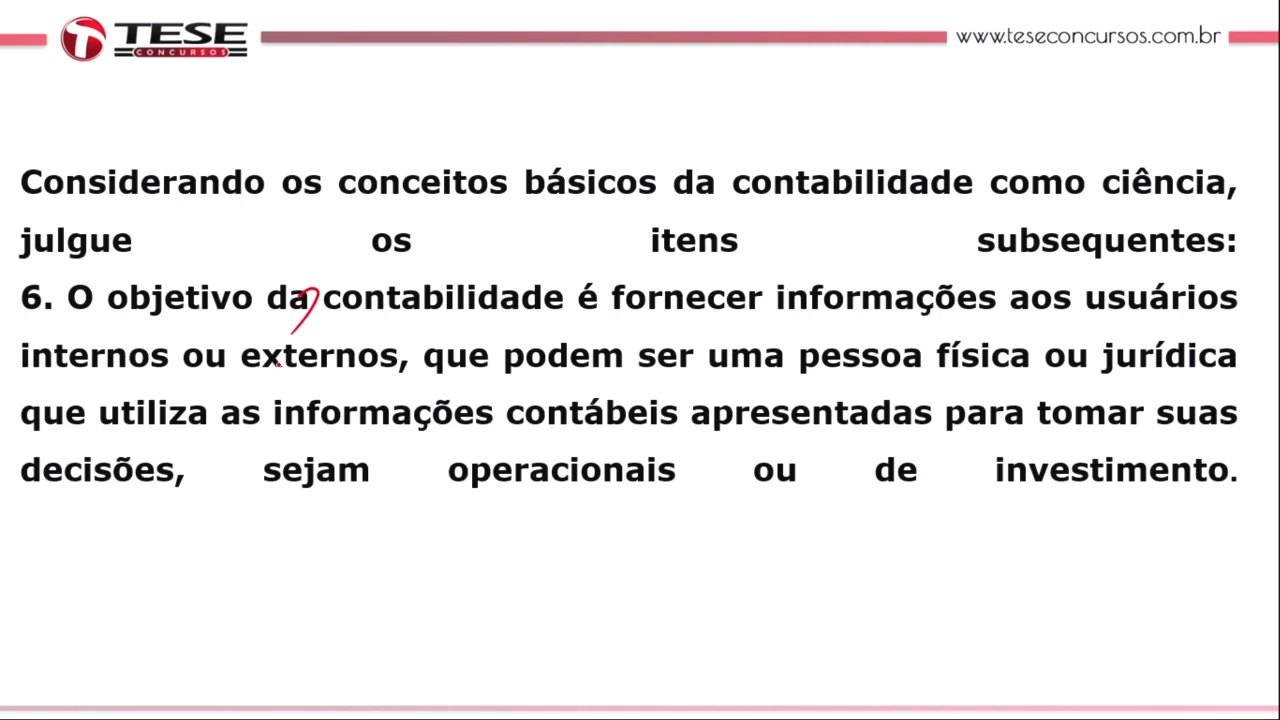 TESE
CONCURSOS
www.teseconcursos.com.br
Considerando os conceitos básicos da contabilidade como ciência,
julgue os itens subsequentes:
6. O objetivo da contabilidade é fornecer informações aos usuários
internos ou externos, que podem ser uma pessoa física ou jurídica
que utiliza as informações contábeis apresentadas para tomar suas
decisões, sejam operacionais ou de investimento.